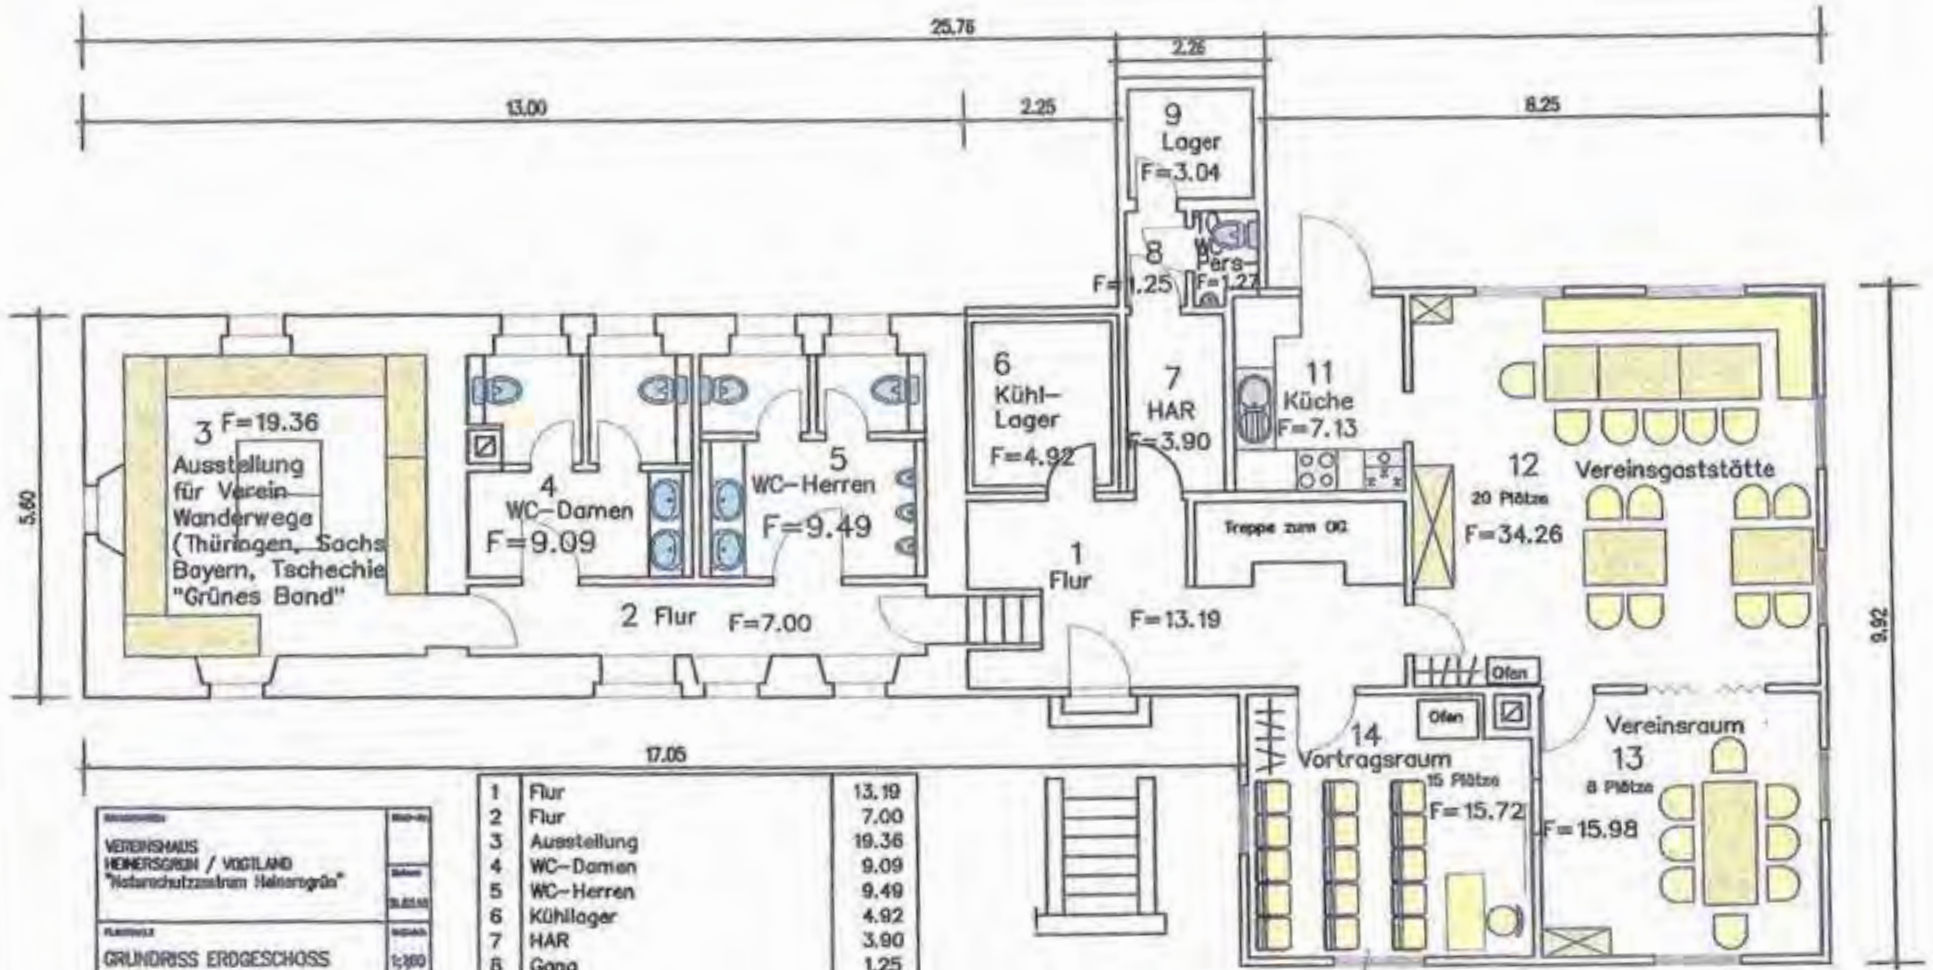 25.76
2.26
13.00
2.25
8.25
9
Lager
F=3.04
10
WC
Pers
F=1.27
8
F=1.25
6
Kühl-
Lager
F=4.92
7
HAR
F=3.90
11
Küche
F=7.13
3 F=19.36
Ausstellung
für Verein
Wanderwege
(Thüringen, Sachs
Bayern, Tschechie
"Grünes Band"
4
WC-Damen
F=9.09
5
WC-Herren
F=9.49
12 Vereinsgaststätte
20 Plätze
F=34.26
Treppe zum OG
1
Flur
F=13.19
2 Flur F=7.00
5.60
9.92
Ofen
Ofen
14
Vortragsraum
15 Plätze
F=15.72
Vereinsraum
13
8 Plätze
F=15.98
17.05
VEREINSHAUS
HEINERSGRÜN / VOGTLAND
"Naturschutzzentrum Heinersgrün"
GRUNDRISS ERDGESCHOSS
1 Flur 13.19
2 Flur 7.00
3 Ausstellung 19.36
4 WC-Damen 9.09
5 WC-Herren 9.49
6 Kühllager 4.92
7 HAR 3.90
8 Gang 1.25